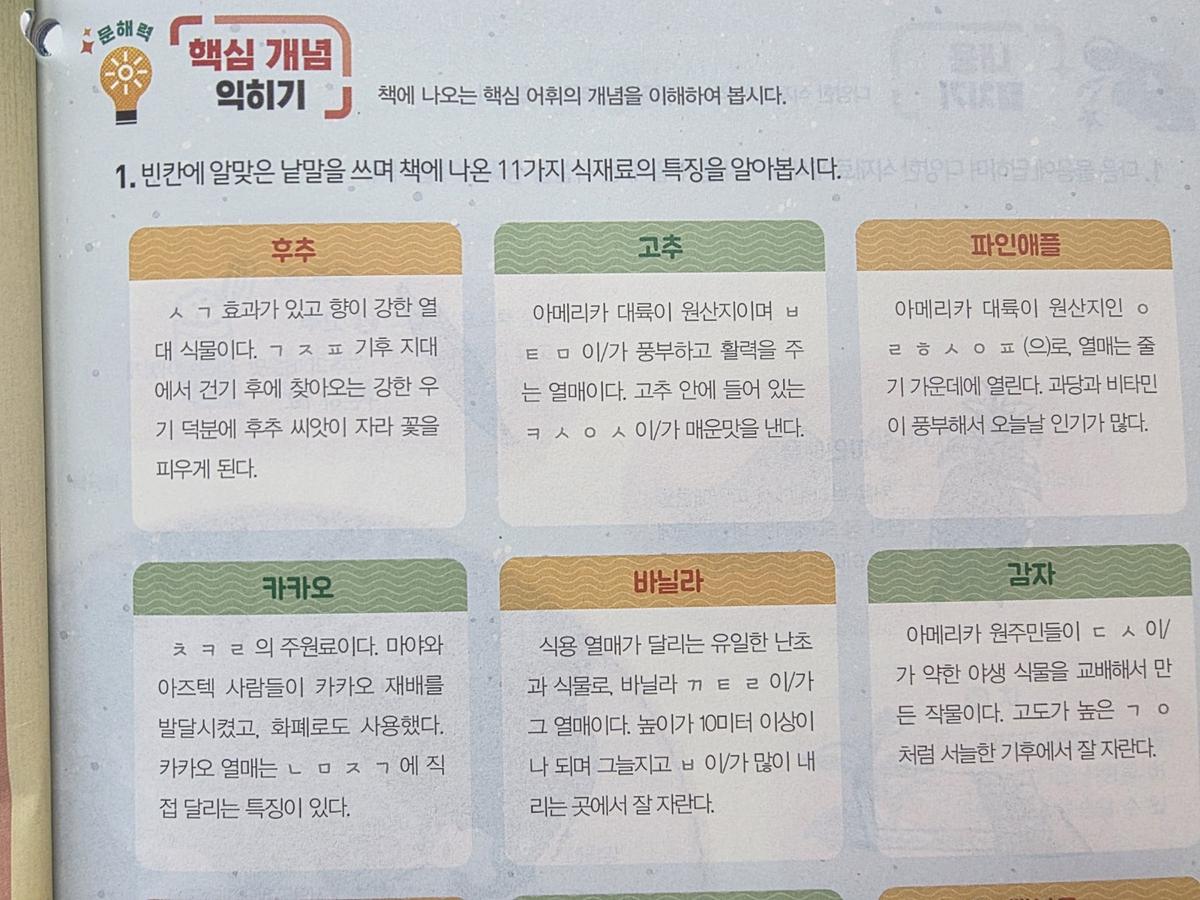 문해력
핵심 개념
익히기
책에 나오는 핵심 어휘의 개념을 이해하여 봅시다.
1. 빈칸에 알맞은 낱말을 쓰며 책에 나온 11가지 식재료의 특징을 알아봅시다.
후추
ㅅ ㄱ 효과가 있고 향이 강한 열
대 식물이다. ㄱ ㅈ ㅍ 기후 지대
에서 건기 후에 찾아오는 강한 우
기 덕분에 후추 씨앗이 자라 꽃을
피우게 된다.
고추
아메리카 대륙이 원산지이며 ㅂ
ㅌ ㅁ 이/가 풍부하고 활력을 주
는 열매이다. 고추 안에 들어 있는
ㅋ ㅅ ㅇ ㅅ 이/가 매운맛을 낸다.
파인애플
아메리카 대륙이 원산지인 ㅇ
ㄹ ㅎ ㅅ ㅇ ㅍ (으)로, 열매는 줄
기 가운데에 열린다. 과당과 비타민
이 풍부해서 오늘날 인기가 많다.
카카오
ㅊ ㅋ ㄹ 의 주원료이다. 마야와
아즈텍 사람들이 카카오 재배를
발달시켰고, 화폐로도 사용했다.
카카오 열매는 ㄴ ㅁ ㅈ ㄱ 에 직
접 달리는 특징이 있다.
바닐라
식용 열매가 달리는 유일한 난초
과 식물로, 바닐라 ㄲ ㅌ ㄹ 이/가
그 열매이다. 높이가 10미터 이상이
나 되며 그늘지고 ㅂ 이/가 많이 내
리는 곳에서 잘 자란다.
감자
아메리카 원주민들이 ㄷ ㅅ 이/
가 약한 야생 식물을 교배해서 만
든 작물이다. 고도가 높은 ㄱ ㅇ
처럼 서늘한 기후에서 잘 자란다.